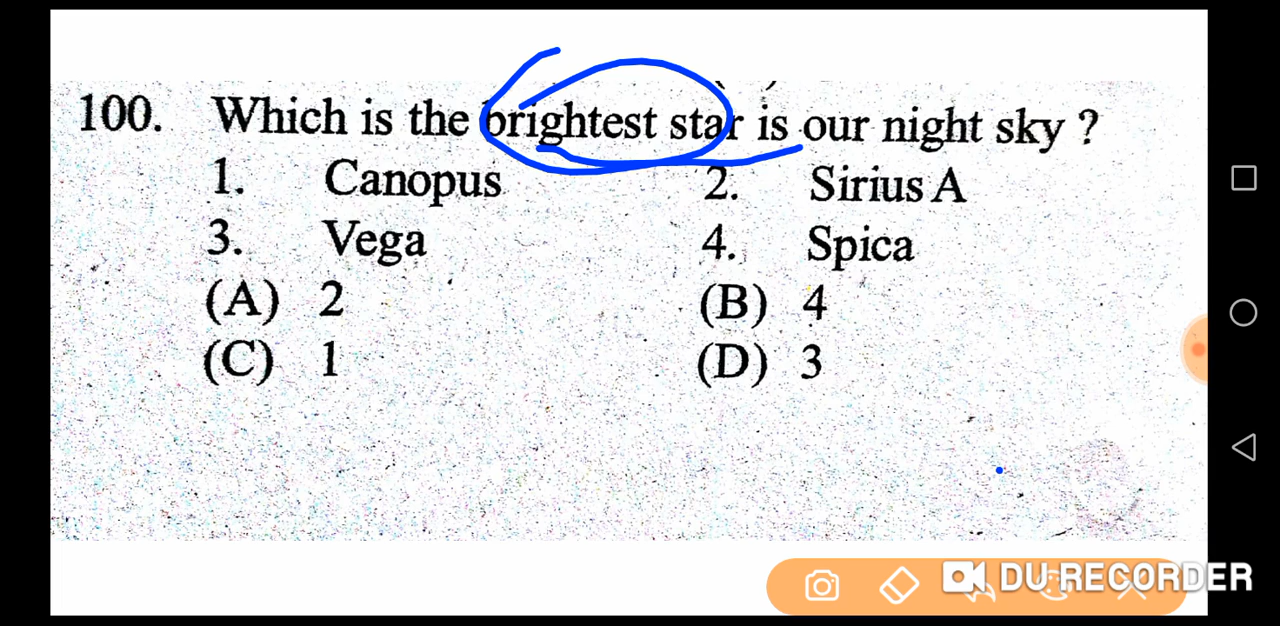 100. Which is the brightest star is our night sky ?
1. Canopus 2. Sirius A
3. Vega 4. Spica
(A) 2 (B) 4
(C) 1 (D) 3
DU RECORDER